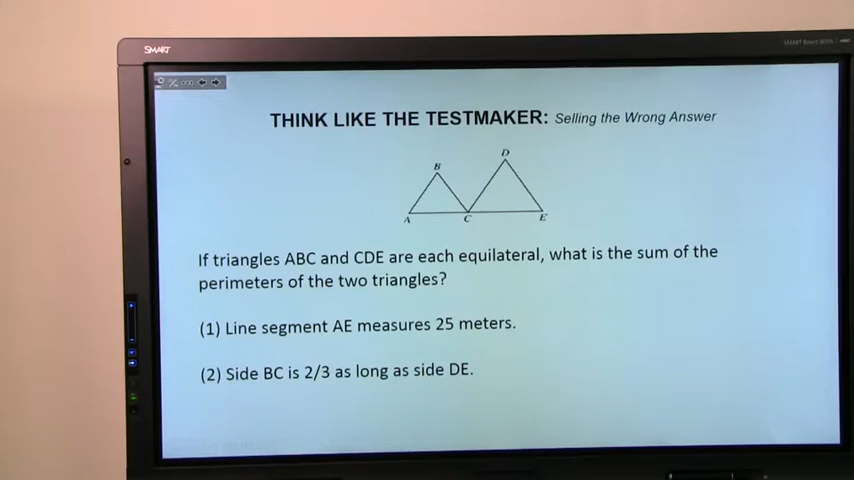 SMART
THINK LIKE THE TESTMAKER: Selling the Wrong Answer
D
B
A C E
If triangles ABC and CDE are each equilateral, what is the sum of the
perimeters of the two triangles?
(1) Line segment AE measures 25 meters.
(2) Side BC is 2/3 as long as side DE.